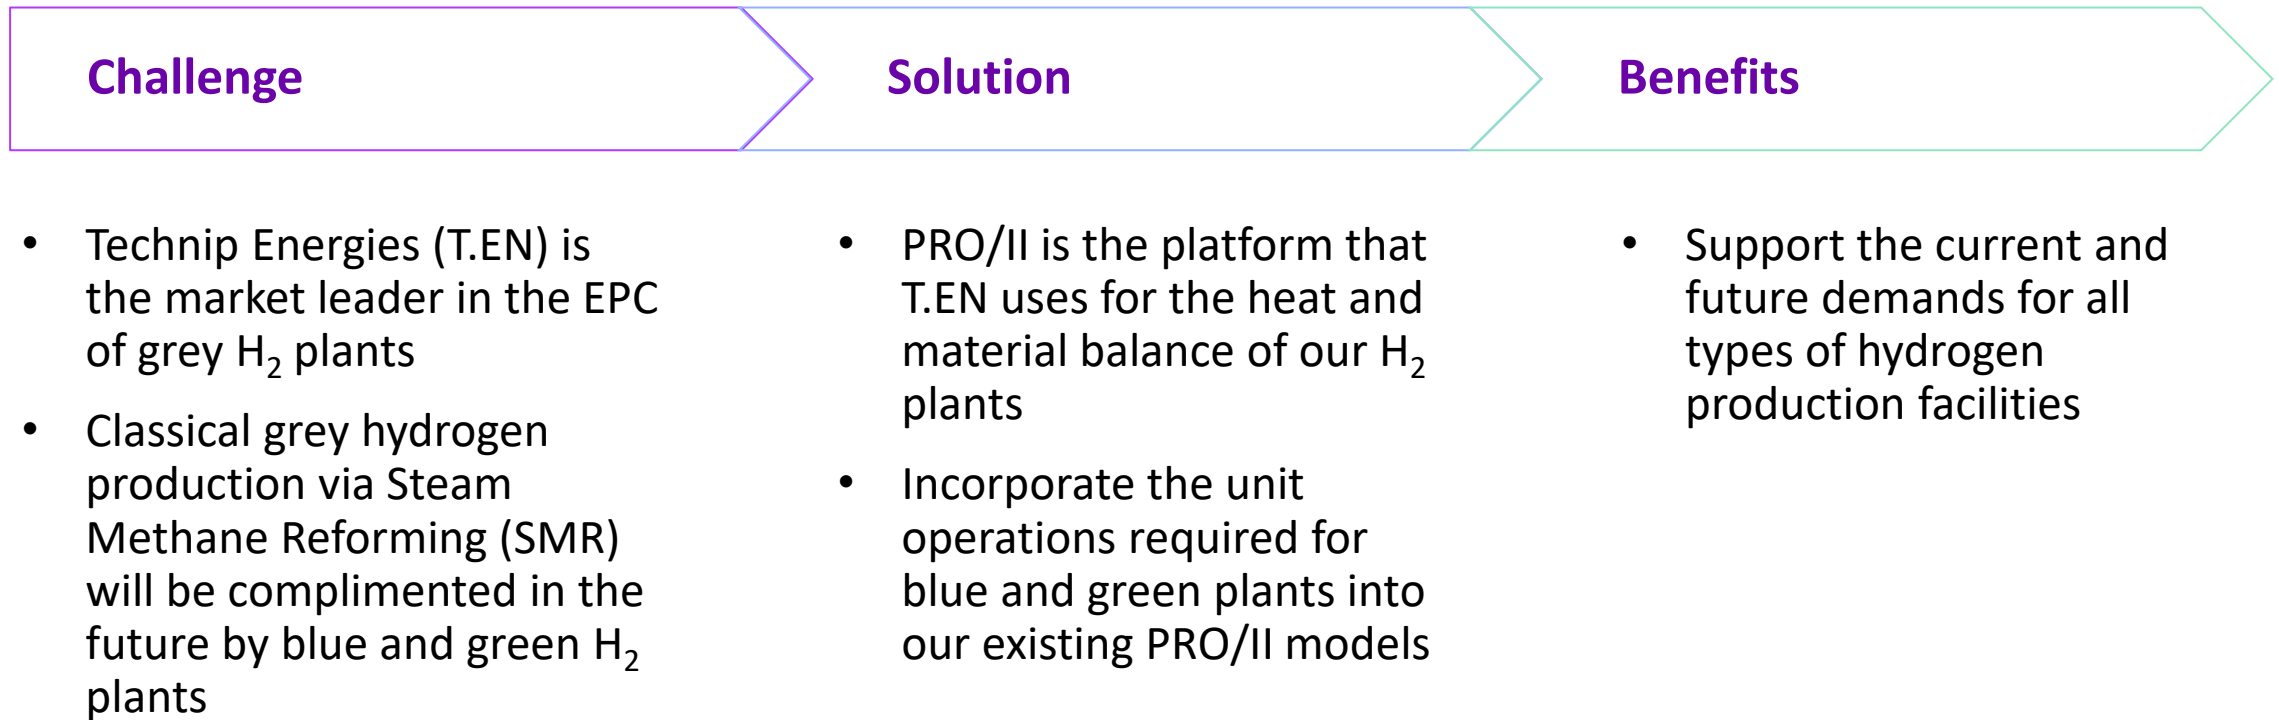 Challenge
Solution
Benefits
• Technip Energies (T.EN) is
the market leader in the EPC
of grey H₂ plants
• Classical grey hydrogen
production via Steam
Methane Reforming (SMR)
will be complimented in the
future by blue and green H₂
plants
• PRO/II is the platform that
T.EN uses for the heat and
material balance of our H₂
plants
• Incorporate the unit
operations required for
blue and green plants into
our existing PRO/II models
• Support the current and
future demands for all
types of hydrogen
production facilities